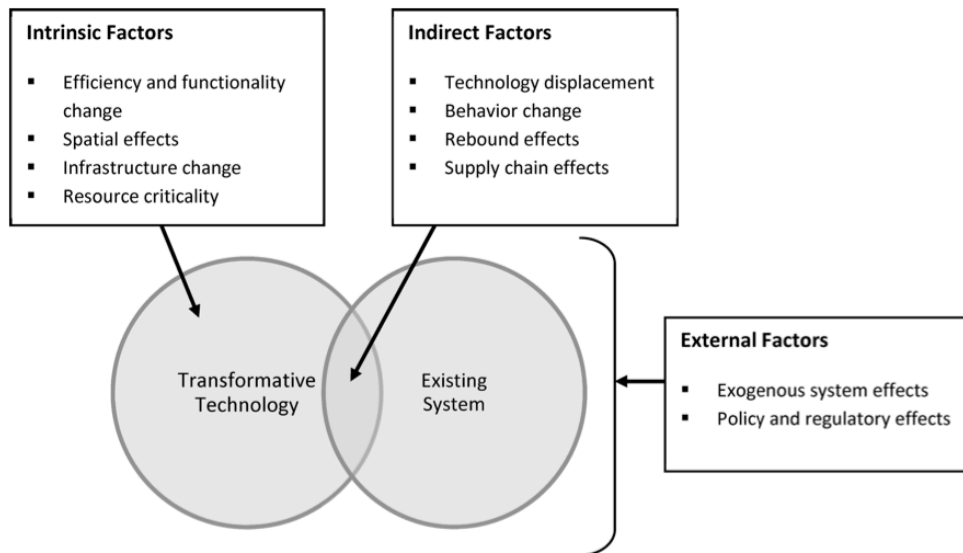 Intrinsic Factors
▪ Efficiency and functionality
change
▪ Spatial effects
▪ Infrastructure change
▪ Resource criticality
Indirect Factors
▪ Technology displacement
▪ Behavior change
▪ Rebound effects
▪ Supply chain effects
Transformative
Technology
Existing
System
External Factors
▪ Exogenous system effects
▪ Policy and regulatory effects